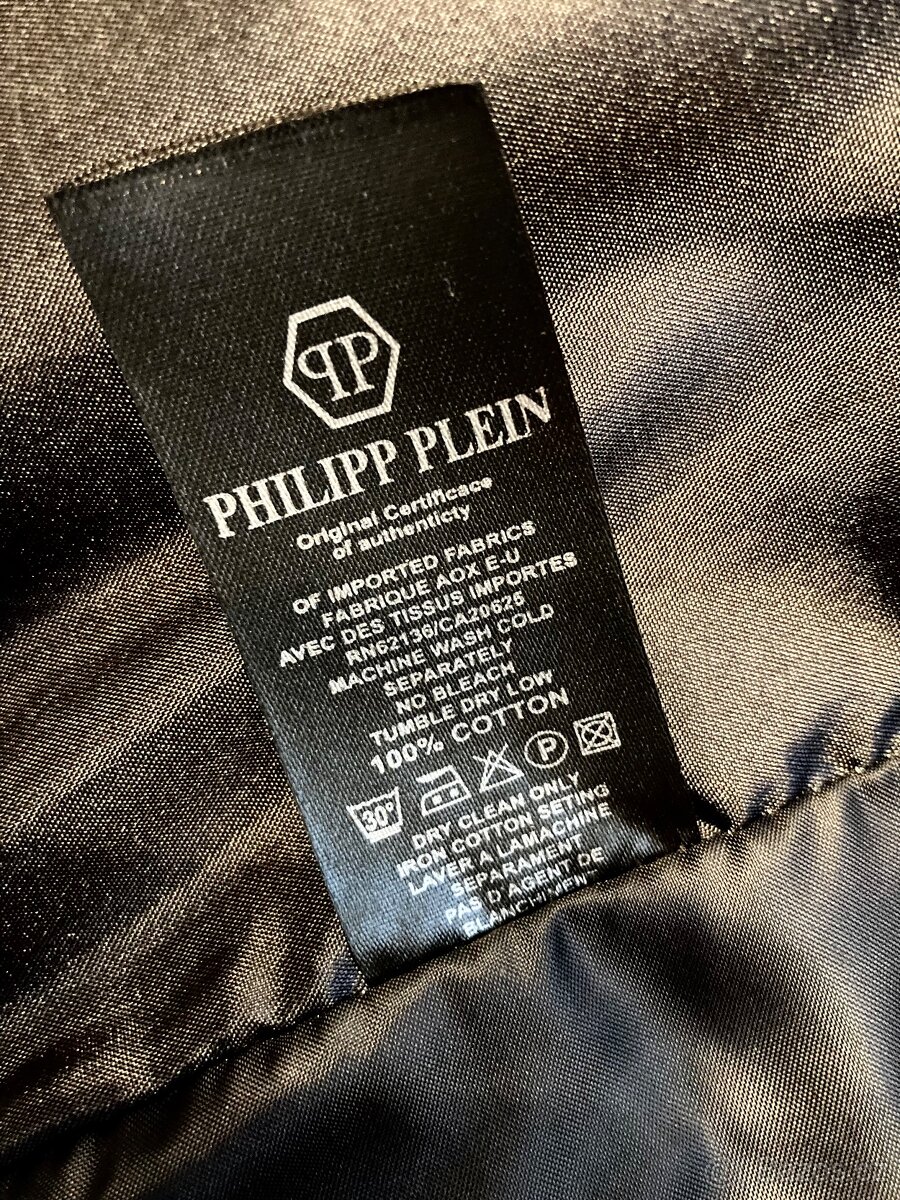 PP
PHILIPP PLEIN
Original Certificace
of authenticty
OF IMPORTED FABRICS
FABRIQUE AOX E-U
AVEC DES TISSUS IMPORTES
RN62136/CA20625
MACHINE WASH COLD
SEPARATELY
NO BLEACH
TUMBLE DRY LOW
100% COTTON
30° P
DRY CLEAN ONLY
IRON COTTON SETING
LAVER A LAMACHINE
SEPARAMENT
PAS D'AGENT DE
BLANCHIMENT